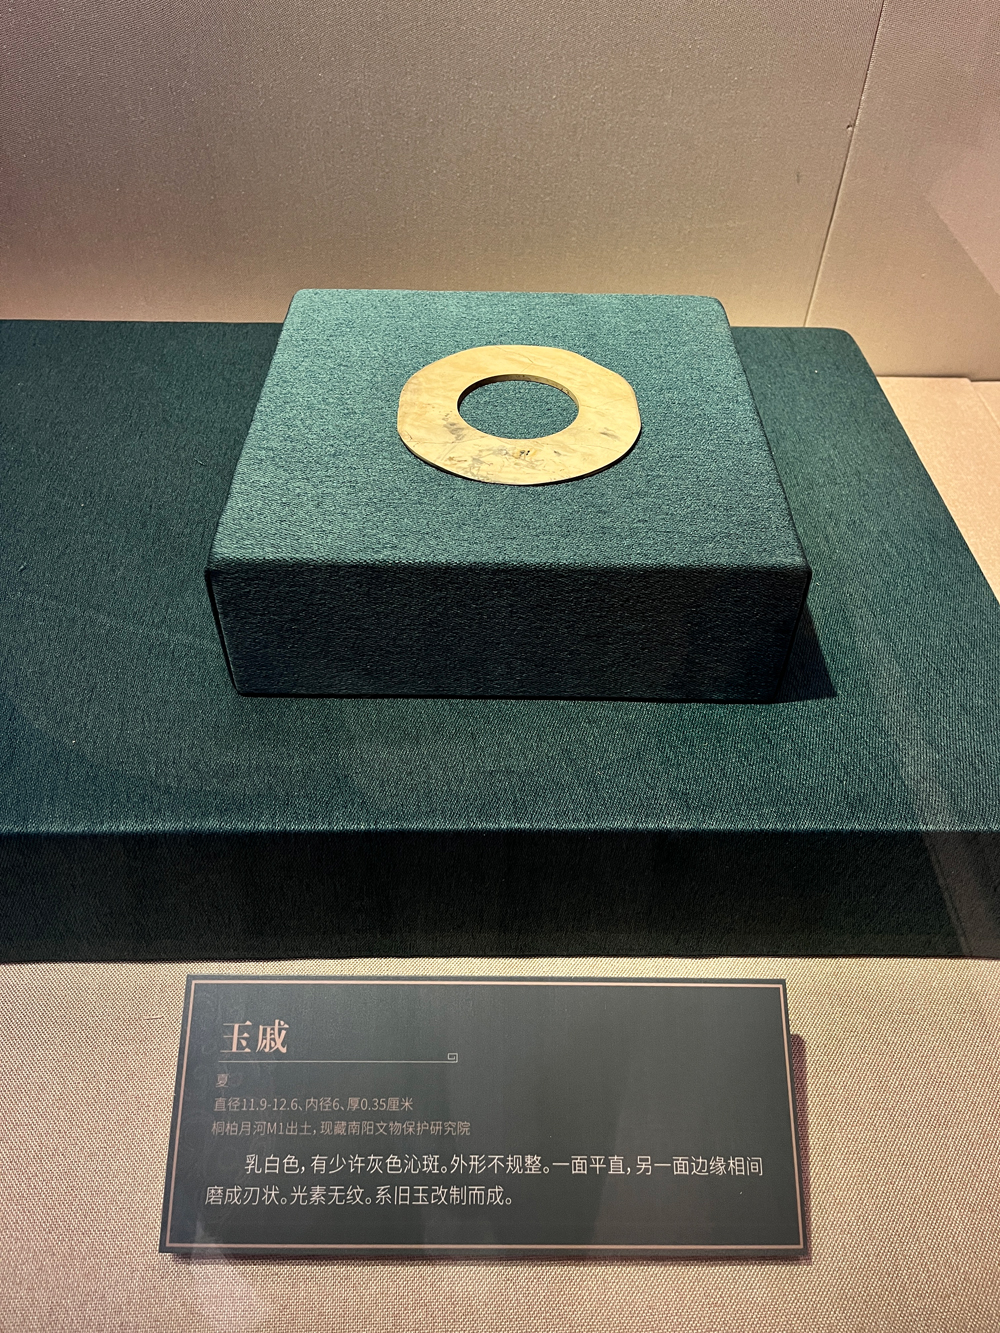 玉戚
夏
直径11.9-12.6、内径6、厚0.35厘米
桐柏月河M1出土，现藏南阳文物保护研究院
乳白色，有少许灰色沁斑。外形不规整。一面平直，另一面边缘相间
磨成刃状。光素无纹。系旧玉改制而成。